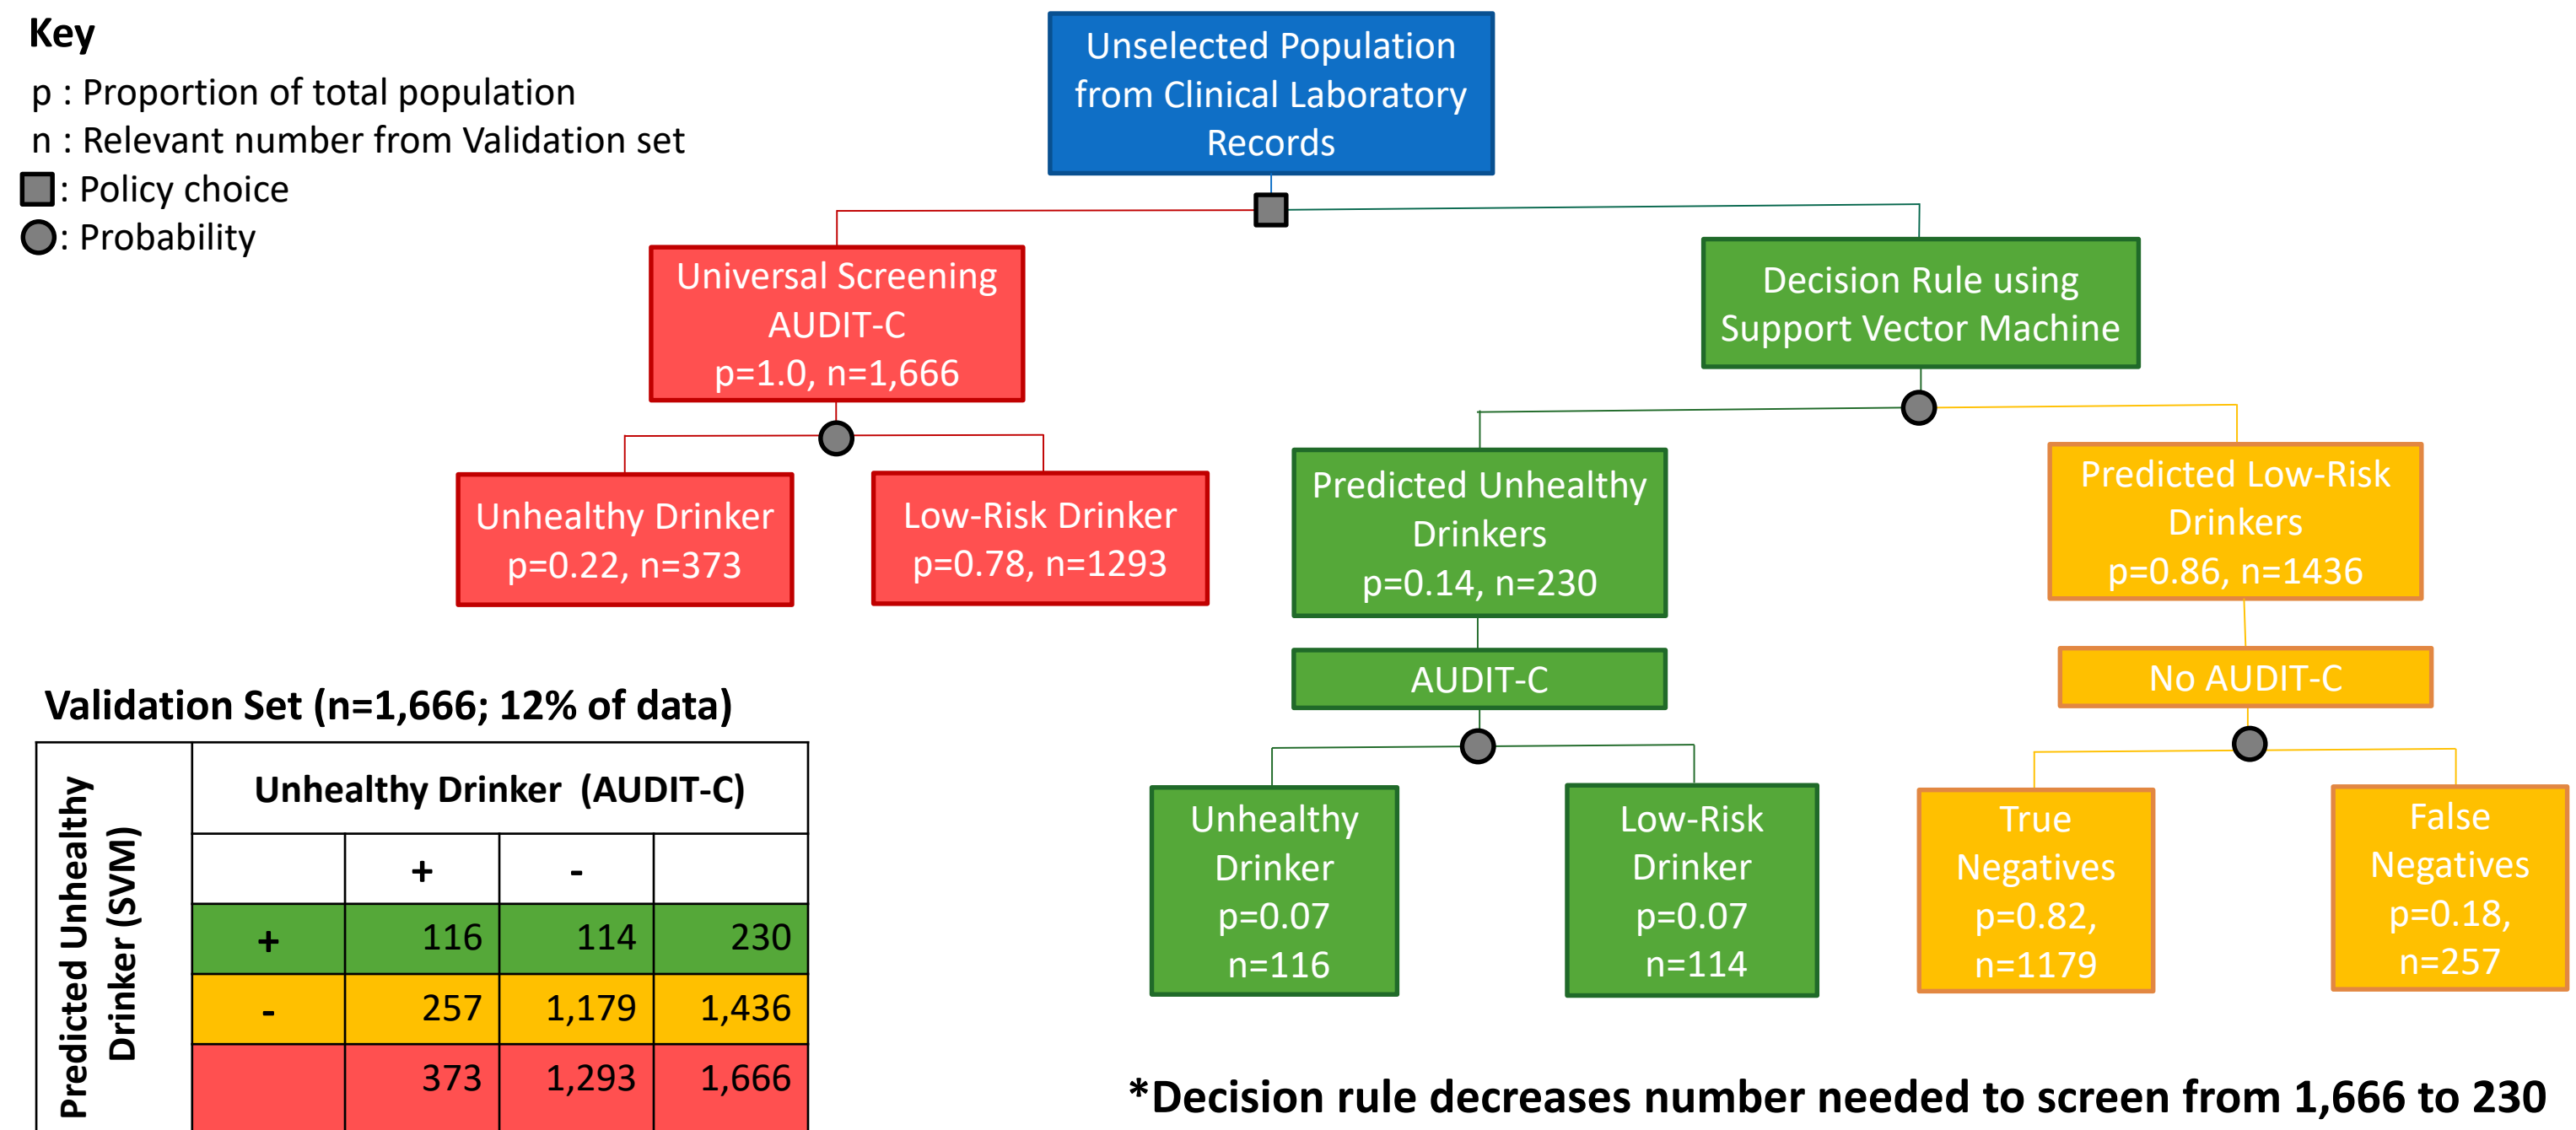 Key
p : Proportion of total population
n : Relevant number from Validation set
: Policy choice
: Probability
Unselected Population
from Clinical Laboratory
Records
Universal Screening
AUDIT-C
p=1.0, n=1,666
Decision Rule using
Support Vector Machine
Unhealthy Drinker
p=0.22, n=373
Low-Risk Drinker
p=0.78, n=1293
Predicted Unhealthy
Drinkers
p=0.14, n=230
Predicted Low-Risk
Drinkers
p=0.86, n=1436
AUDIT-C
No AUDIT-C
Unhealthy
Drinker
p=0.07
n=116
Low-Risk
Drinker
p=0.07
n=114
True
Negatives
p=0.82,
n=1179
False
Negatives
p=0.18,
n=257
Validation Set (n=1,666; 12% of data)
Predicted Unhealthy
Drinker (SVM)
Unhealthy Drinker (AUDIT-C)
+ -
+ 116 114 230
- 257 1,179 1,436
373 1,293 1,666
*Decision rule decreases number needed to screen from 1,666 to 230